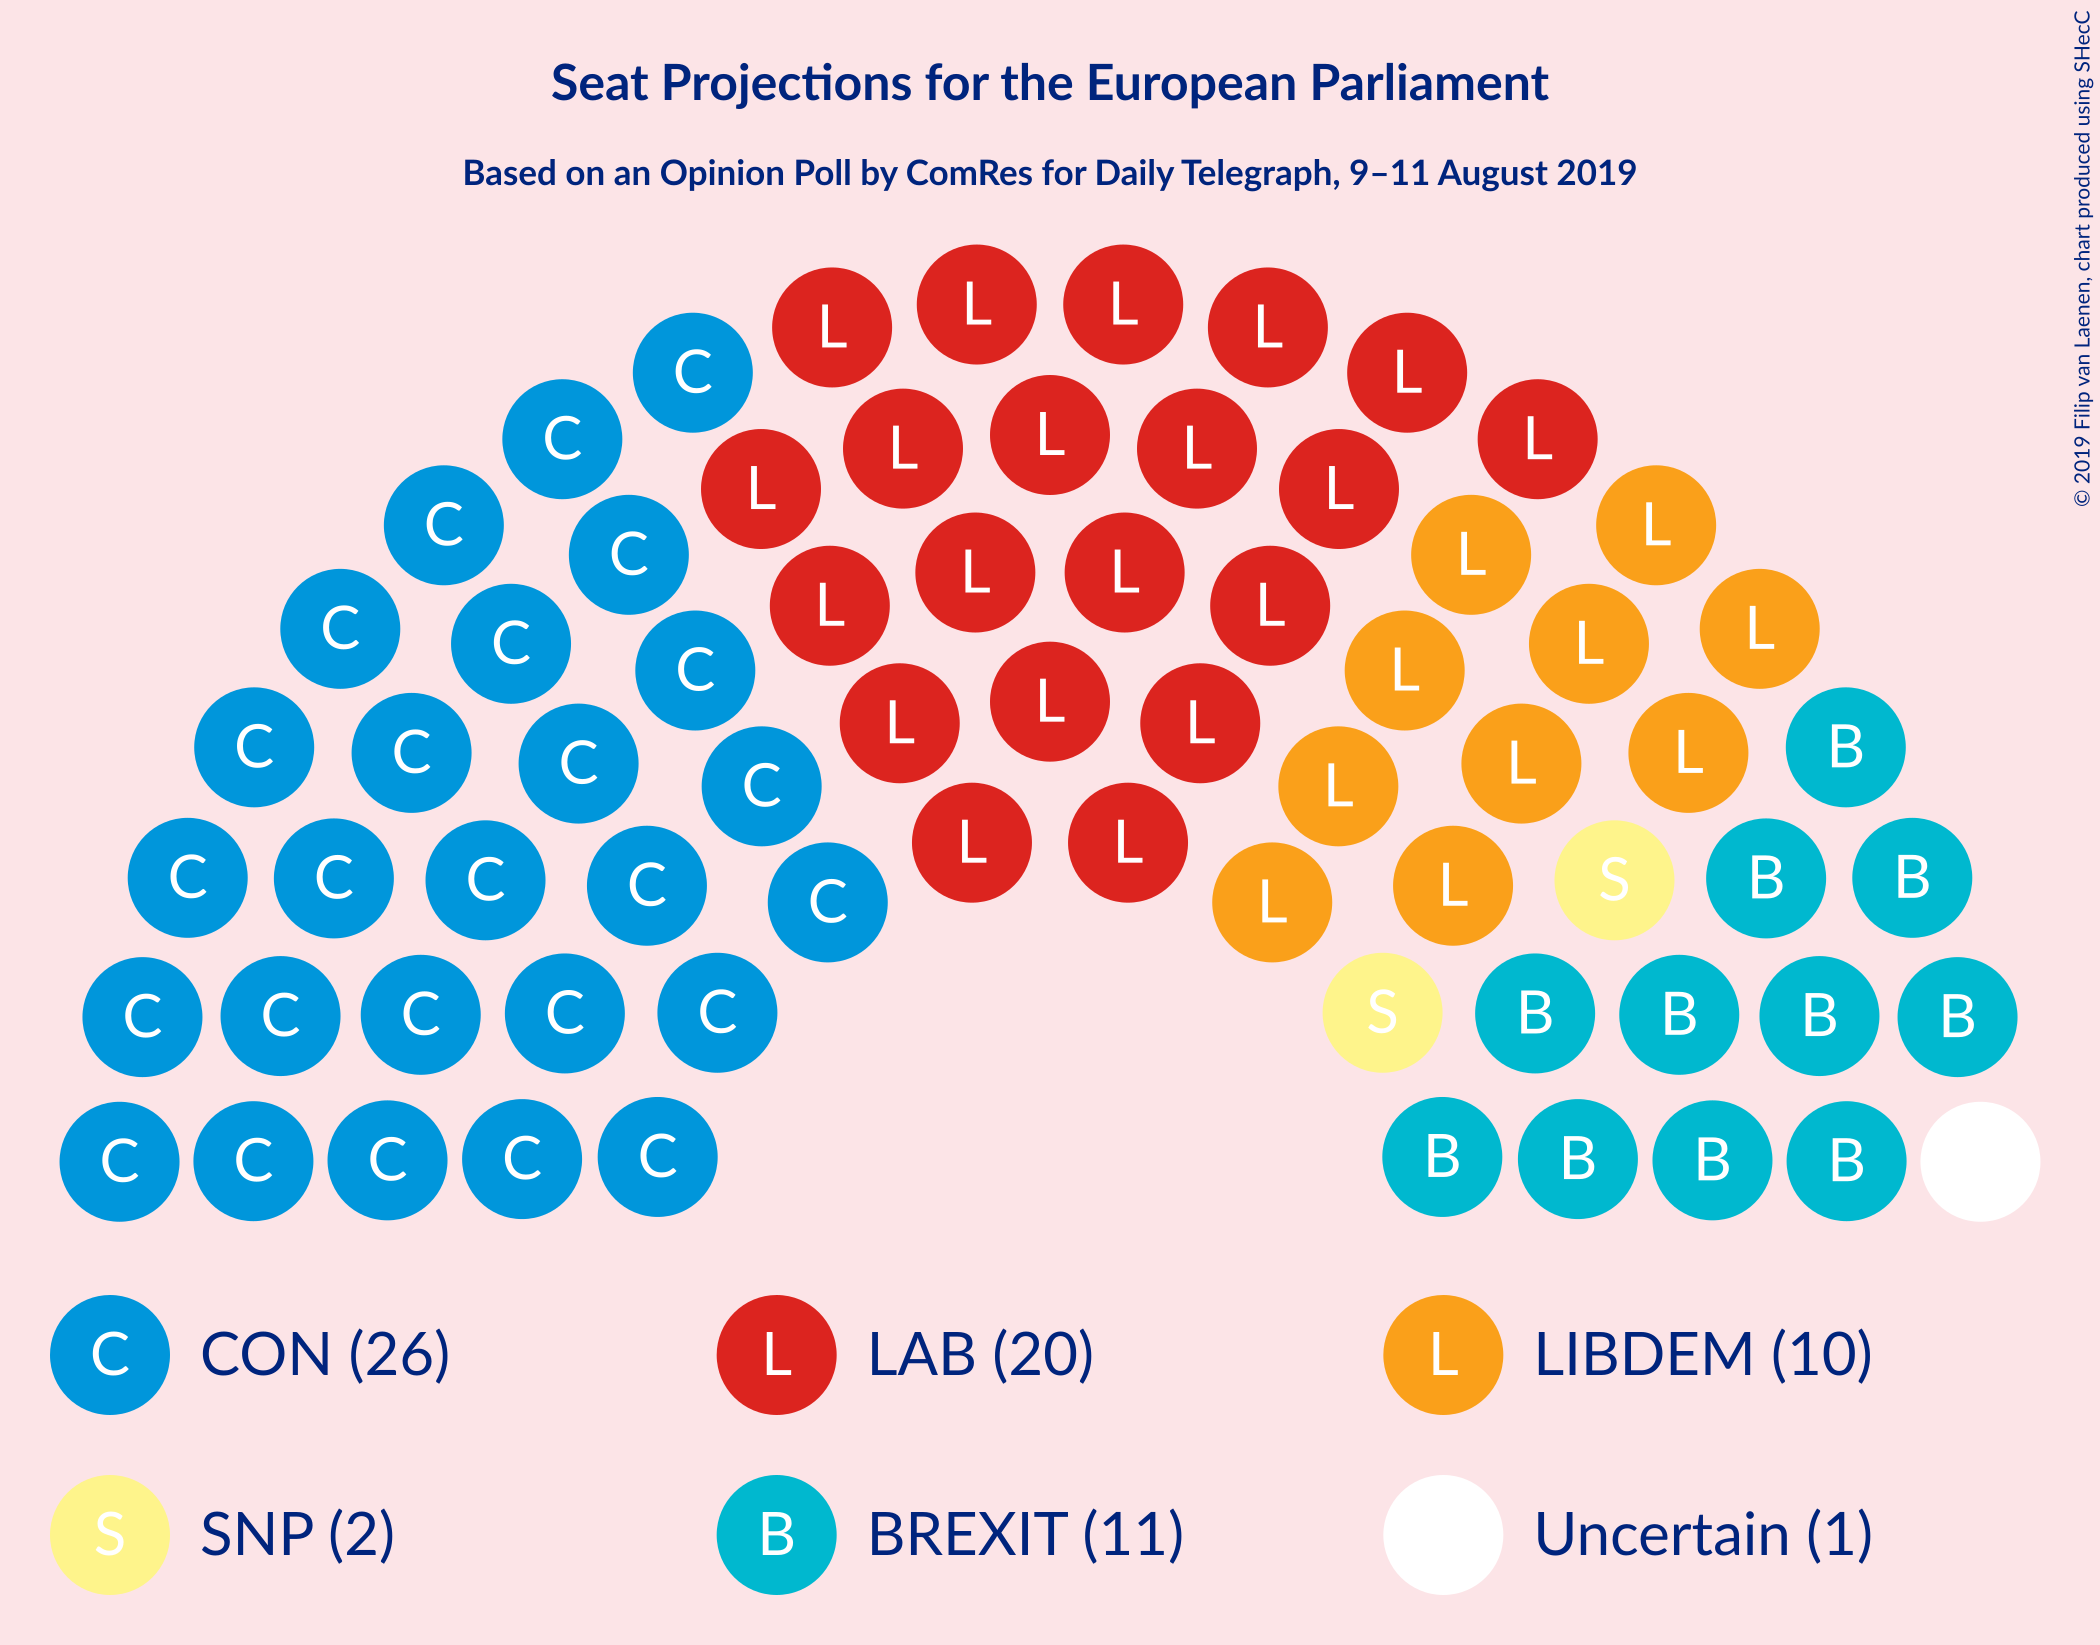 Seat Projections for the European Parliament
Based on an Opinion Poll by ComRes for Daily Telegraph, 9–11 August 2019
© 2019 Filip van Laenen, chart produced using SHecC
L L L L
C L
C L L L L L L
C C L L
C L L L L C L L
C C L L
C C C C L L L L L L B
C C C C C L L L L S B B
C C C C C S B B B B
C C C C C B B B B
C CON (26) L LAB (20) L LIBDEM (10)
S SNP (2) B BREXIT (11) Uncertain (1)